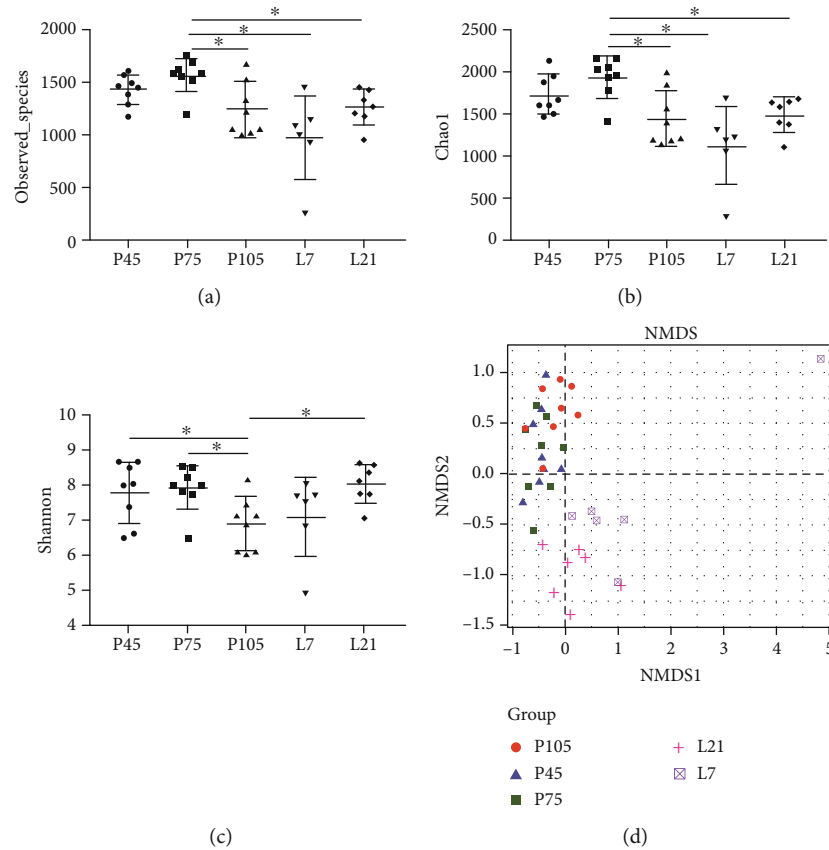 * * *
Observed_species
2000
1500
1000
500
0
P45 P75 P105 L7 L21
(a)
* * *
Chao1
2500
2000
1500
1000
500
0
P45 P75 P105 L7 L21
(b)
* * *
Shannon
10
9
8
7
6
5
4
P45 P75 P105 L7 L21
(c)
NMDS
NMDS2
1.0
0.5
0.0
−0.5
−1.0
−1.5
−1 0 1 2 3 4 5
NMDS1
Group
P105 L21
P45 L7
P75
(d)